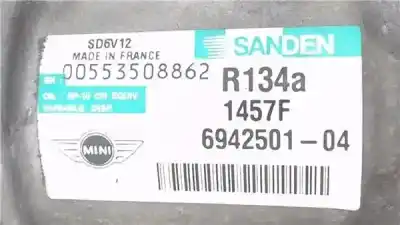 SD6V12
MADE IN FRANCE
SANDEN
00553508862
R134a
1457F
6942501-04
MINI